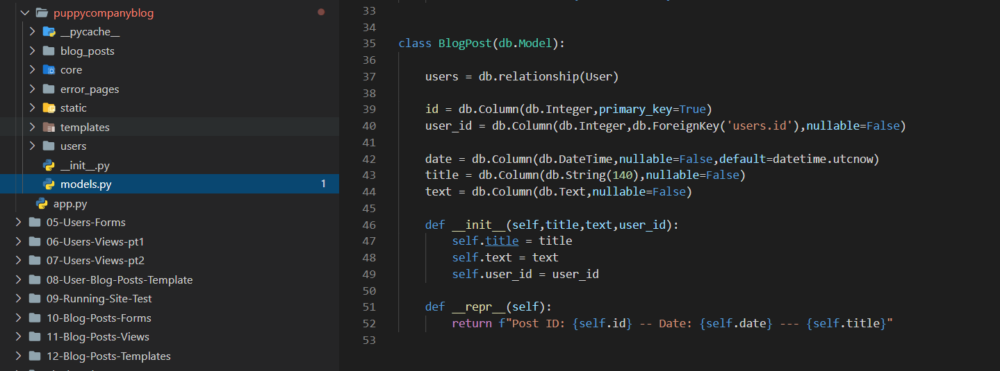 puppycompanyblog
__pycache__
blog_posts
core
error_pages
static
templates
users
__init__.py
models.py 1
app.py
05-Users-Forms
06-Users-Views-pt1
07-Users-Views-pt2
08-User-Blog-Posts-Template
09-Running-Site-Test
10-Blog-Posts-Forms
11-Blog-Posts-Views
12-Blog-Posts-Templates
33
34
35 class BlogPost(db.Model):
36
37 users = db.relationship(User)
38
39 id = db.Column(db.Integer,primary_key=True)
40 user_id = db.Column(db.Integer,db.ForeignKey('users.id'),nullable=False)
41
42 date = db.Column(db.DateTime,nullable=False,default=datetime.utcnow)
43 title = db.Column(db.String(140),nullable=False)
44 text = db.Column(db.Text,nullable=False)
45
46 def __init__(self,title,text,user_id):
47 self.title = title
48 self.text = text
49 self.user_id = user_id
50
51 def __repr__(self):
52 return f"Post ID: {self.id} -- Date: {self.date} --- {self.title}"
53